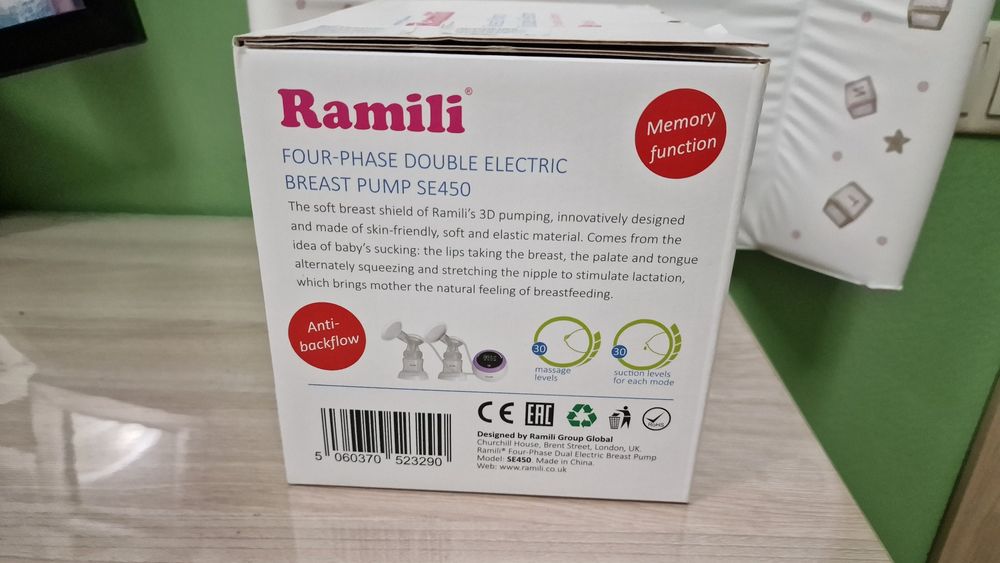 Ramili®
Memory
function
FOUR-PHASE DOUBLE ELECTRIC
BREAST PUMP SE450
The soft breast shield of Ramili's 3D pumping, innovatively designed
and made of skin-friendly, soft and elastic material. Comes from the
idea of baby's sucking: the lips taking the breast, the palate and tongue
alternately squeezing and stretching the nipple to stimulate lactation,
which brings mother the natural feeling of breastfeeding.
Anti-
backflow
30
massage
levels
30
suction levels
for each mode
CE EAC RoHS
Designed by Ramili Group Global
Churchill House, Brent Street, London, UK.
Ramili® Four-Phase Dual Electric Breast Pump
Model: SE450. Made in China.
Web: www.ramili.co.uk
5 060370 523290